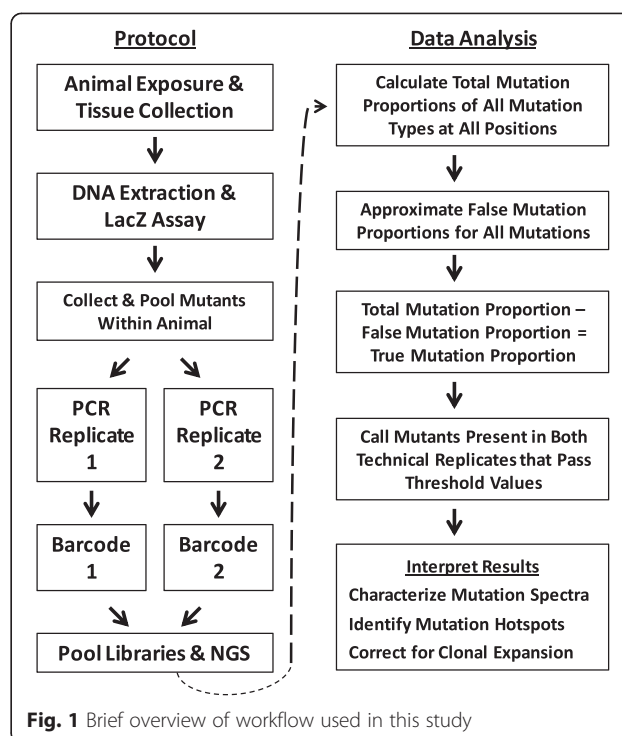 Protocol
Animal Exposure &
Tissue Collection
DNA Extraction &
LacZ Assay
Collect & Pool Mutants
Within Animal
PCR
Replicate
1
PCR
Replicate
2
Barcode
1
Barcode
2
Pool Libraries & NGS
Data Analysis
Calculate Total Mutation
Proportions of All Mutation
Types at All Positions
Approximate False Mutation
Proportions for All Mutations
Total Mutation Proportion –
False Mutation Proportion =
True Mutation Proportion
Call Mutants Present in Both
Technical Replicates that Pass
Threshold Values
Interpret Results
Characterize Mutation Spectra
Identify Mutation Hotspots
Correct for Clonal Expansion
Fig. 1 Brief overview of workflow used in this study